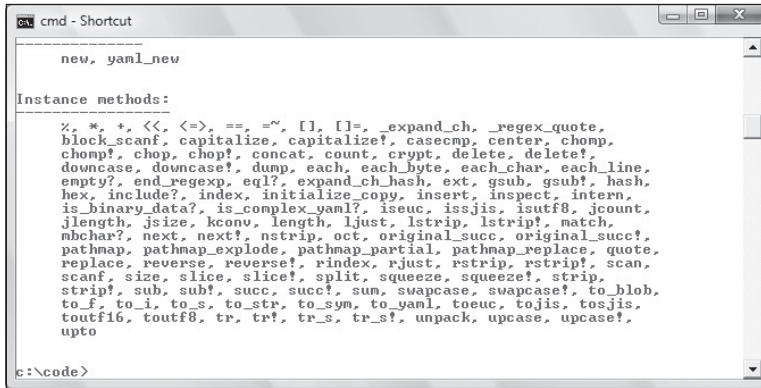 cmd - Shortcut
--------------
new, yaml_new
Instance methods:
-----------------
%, *, +, <<, <=>, ==, =~, [], []=, _expand_ch, _regex_quote,
block_scanf, capitalize, capitalize!, casecmp, center, chomp,
chomp!, chop, chop!, concat, count, crypt, delete, delete!,
downcase, downcase!, dump, each, each_byte, each_char, each_line,
empty?, end_regexp, eql?, expand_ch_hash, ext, gsub, gsub!, hash,
hex, include?, index, initialize_copy, insert, inspect, intern,
is_binary_data?, is_complex_yaml?, iseuc, issjis, isutf8, jcount,
jlength, jsize, kconv, length, ljust, lstrip, lstrip!, match,
mbchar?, next, next!, nstrip, oct, original_succ, original_succ!,
pathmap, pathmap_explode, pathmap_partial, pathmap_replace, quote,
replace, reverse, reverse!, rindex, rjust, rstrip, rstrip!, scan,
scanf, size, slice, slice!, split, squeeze, squeeze!, strip,
strip!, sub, sub!, succ, succ!, sum, swapcase, swapcase!, to_blob,
to_f, to_i, to_s, to_str, to_sym, to_yaml, toeuc, tojis, tosjis,
toutf16, toutf8, tr, tr!, tr_s, tr_s!, unpack, upcase, upcase!,
upto
c:\code>